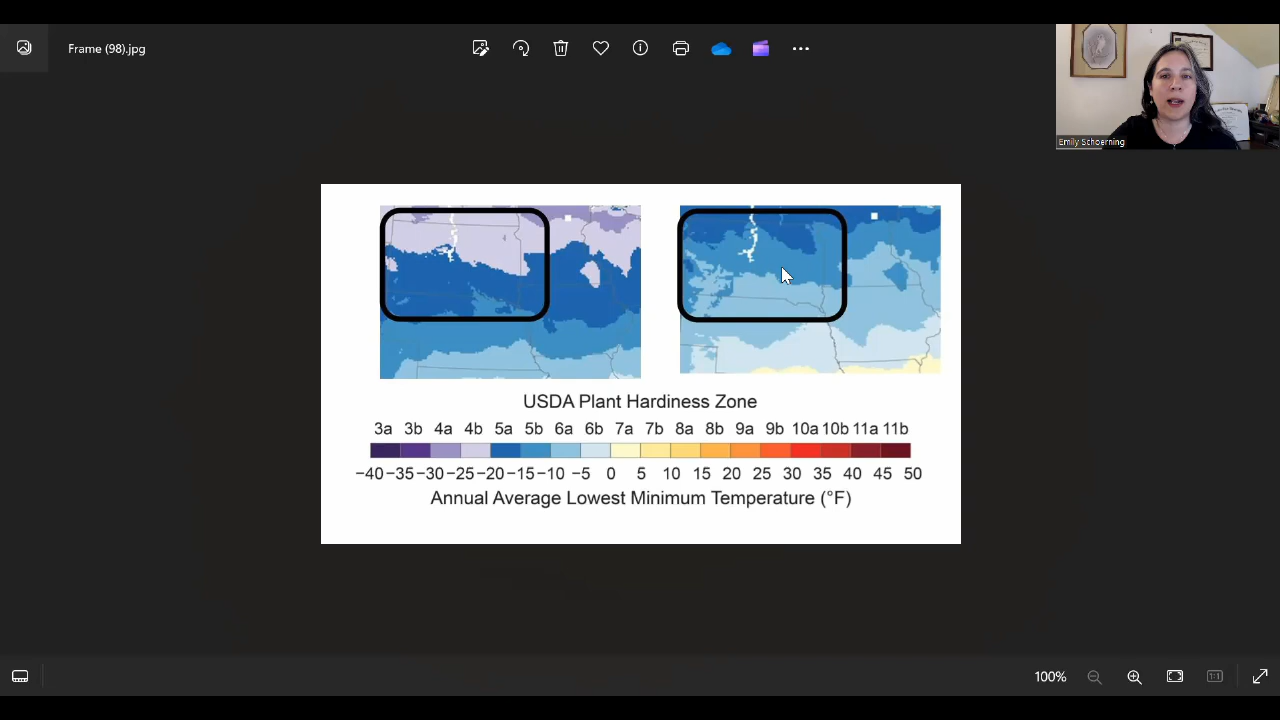 Frame (98).jpg
Emily Schoerning
USDA Plant Hardiness Zone
3a 3b 4a 4b 5a 5b 6a 6b 7a 7b 8a 8b 9a 9b 10a 10b 11a 11b
−40 −35 −30 −25 −20 −15 −10 −5 0 5 10 15 20 25 30 35 40 45 50
Annual Average Lowest Minimum Temperature (°F)
100%
1:1